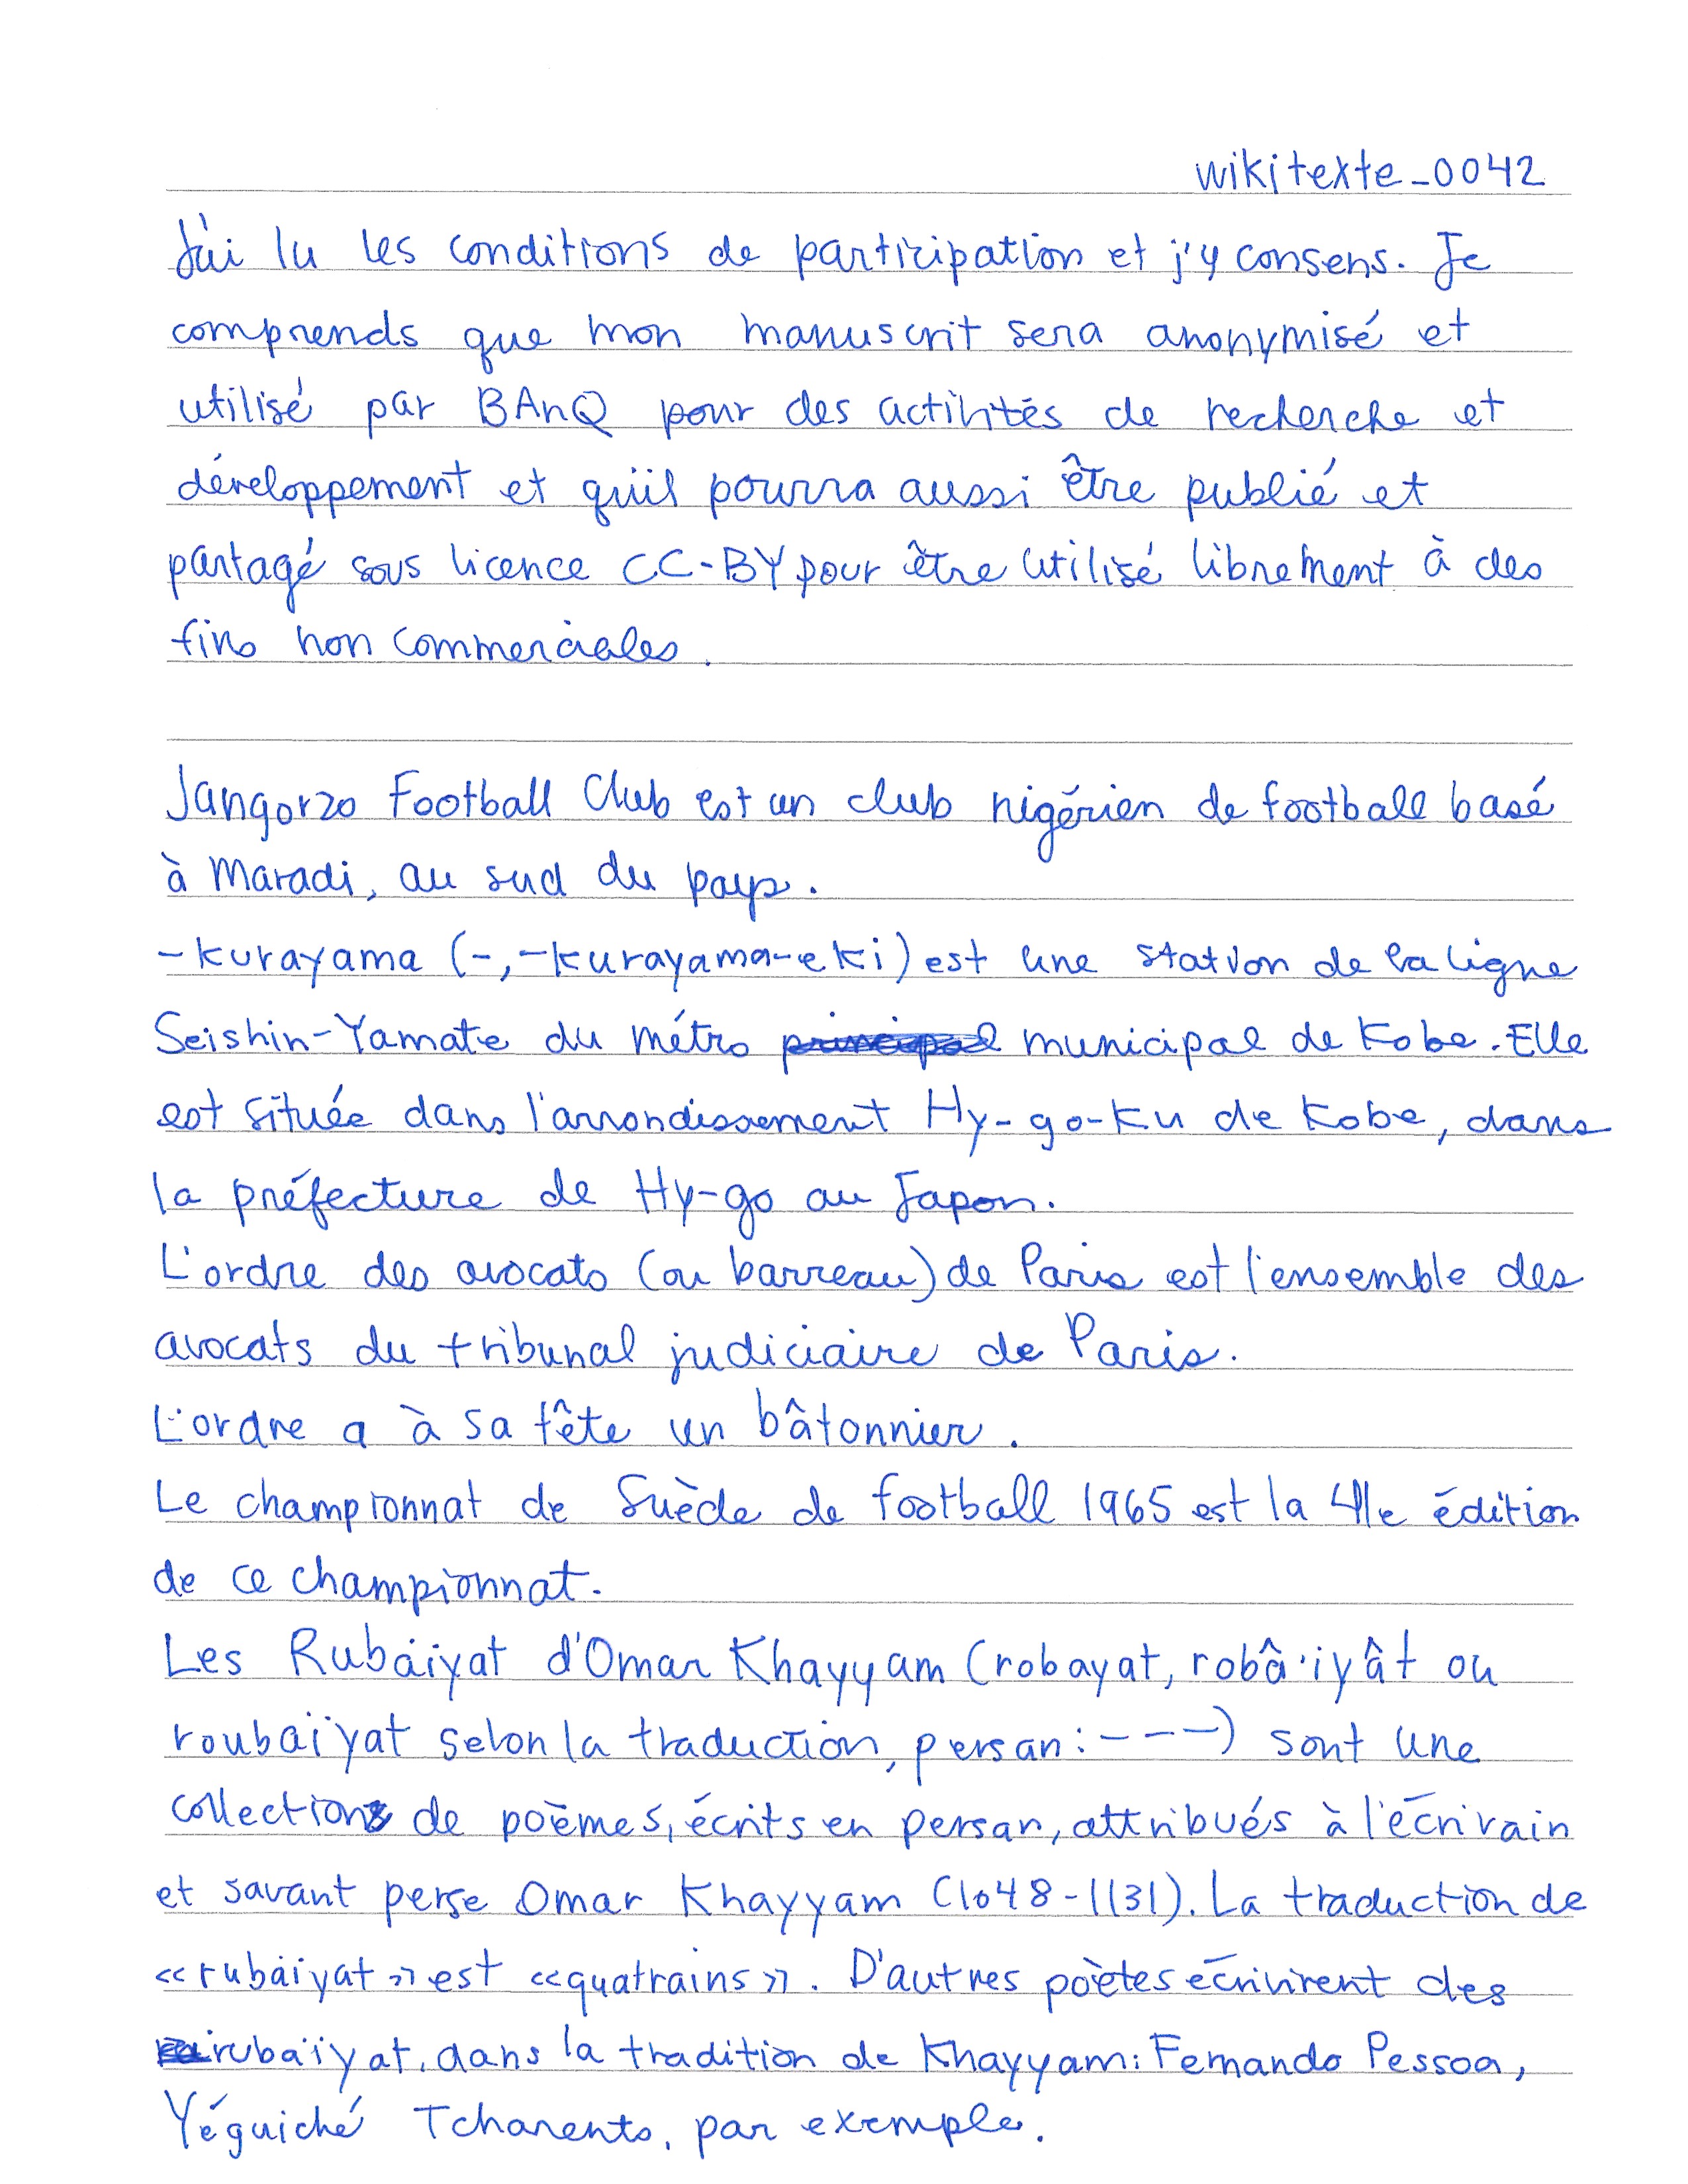 wikitexte_0042
J'ai lu les conditions de participation et j'y consens. Je
comprends que mon manuscrit sera anonymisé et
utilisé par BAnQ pour des activités de recherche et
développement et qu'il pourra aussi être publié et
partagé sous licence CC-BY pour être utilisé librement à des
fins non commerciales.
Jangorzo Football Club est un club nigérien de football basé
à Maradi, au sud du pays.
-kurayama (-,-kurayama-eki) est une station de la ligne
Seishin-Yamate du métro principal municipal de Kobe. Elle
est située dans l'arrondissement Hy-go-Ku de Kobe, dans
la préfecture de Hy-go au Japon.
L'ordre des avocats (ou barreau) de Paris est l'ensemble des
avocats du tribunal judiciaire de Paris.
L'ordre a à sa tête un bâtonnier.
Le championnat de Suède de football 1965 est la 41e édition
de ce championnat.
Les Rubáiyat d'Omar Khayyam (robayat, robâ'iyât ou
roubaïyat selon la traduction, persan: ---) sont une
collection de poèmes, écrits en persan, attribués à l'écrivain
et savant perse Omar Khayyam (1048-1131). La traduction de
«rubáiyat» est «quatrains». D'autres poètes écrivirent des
rubaïyat, dans la tradition de Khayyam: Fernando Pessoa,
Yéguiché Tcharents, par exemple.